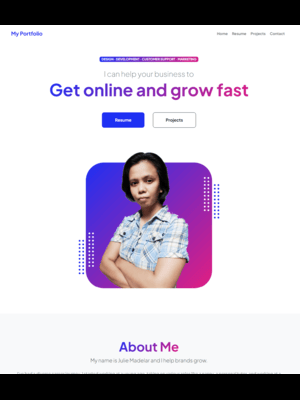 My Portfolio
Home Resume Projects Contact
DESIGN · DEVELOPMENT · CUSTOMER SUPPORT · MARKETING
I can help your business to
Get online and grow fast
Resume Projects
About Me
My name is Julie Madelar and I help brands grow.